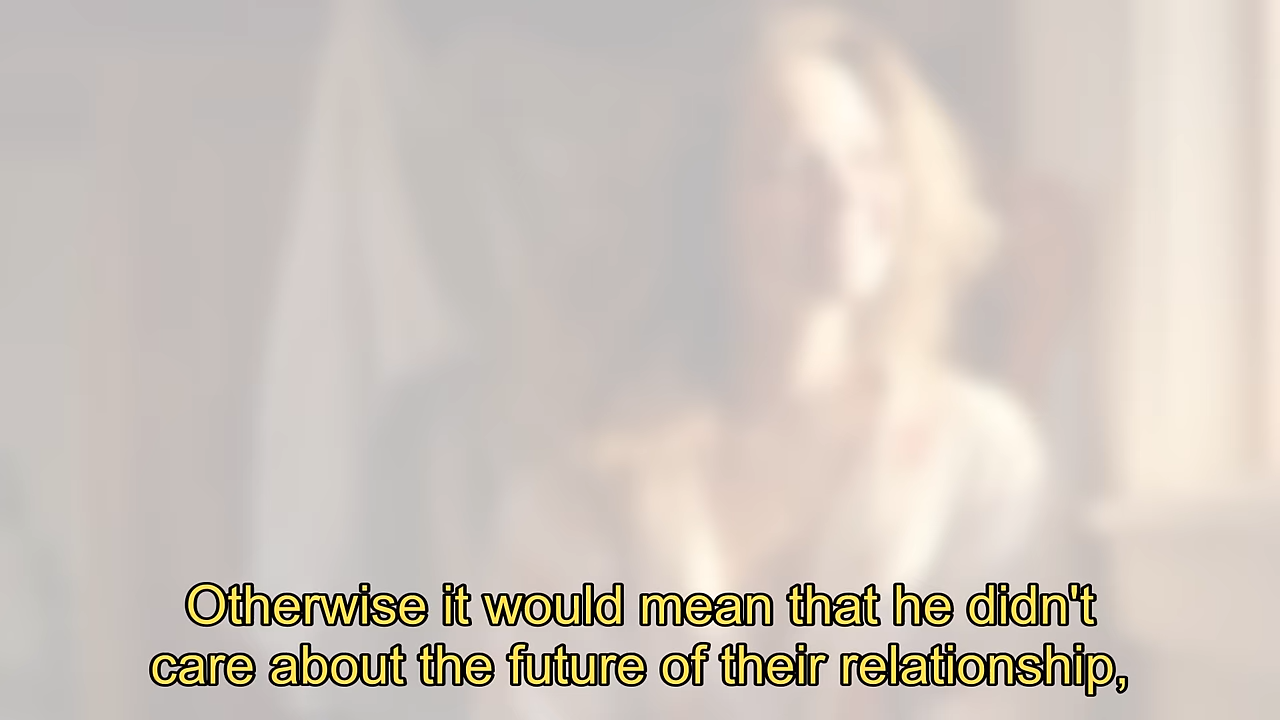 Otherwise it would mean that he didn't
care about the future of their relationship,